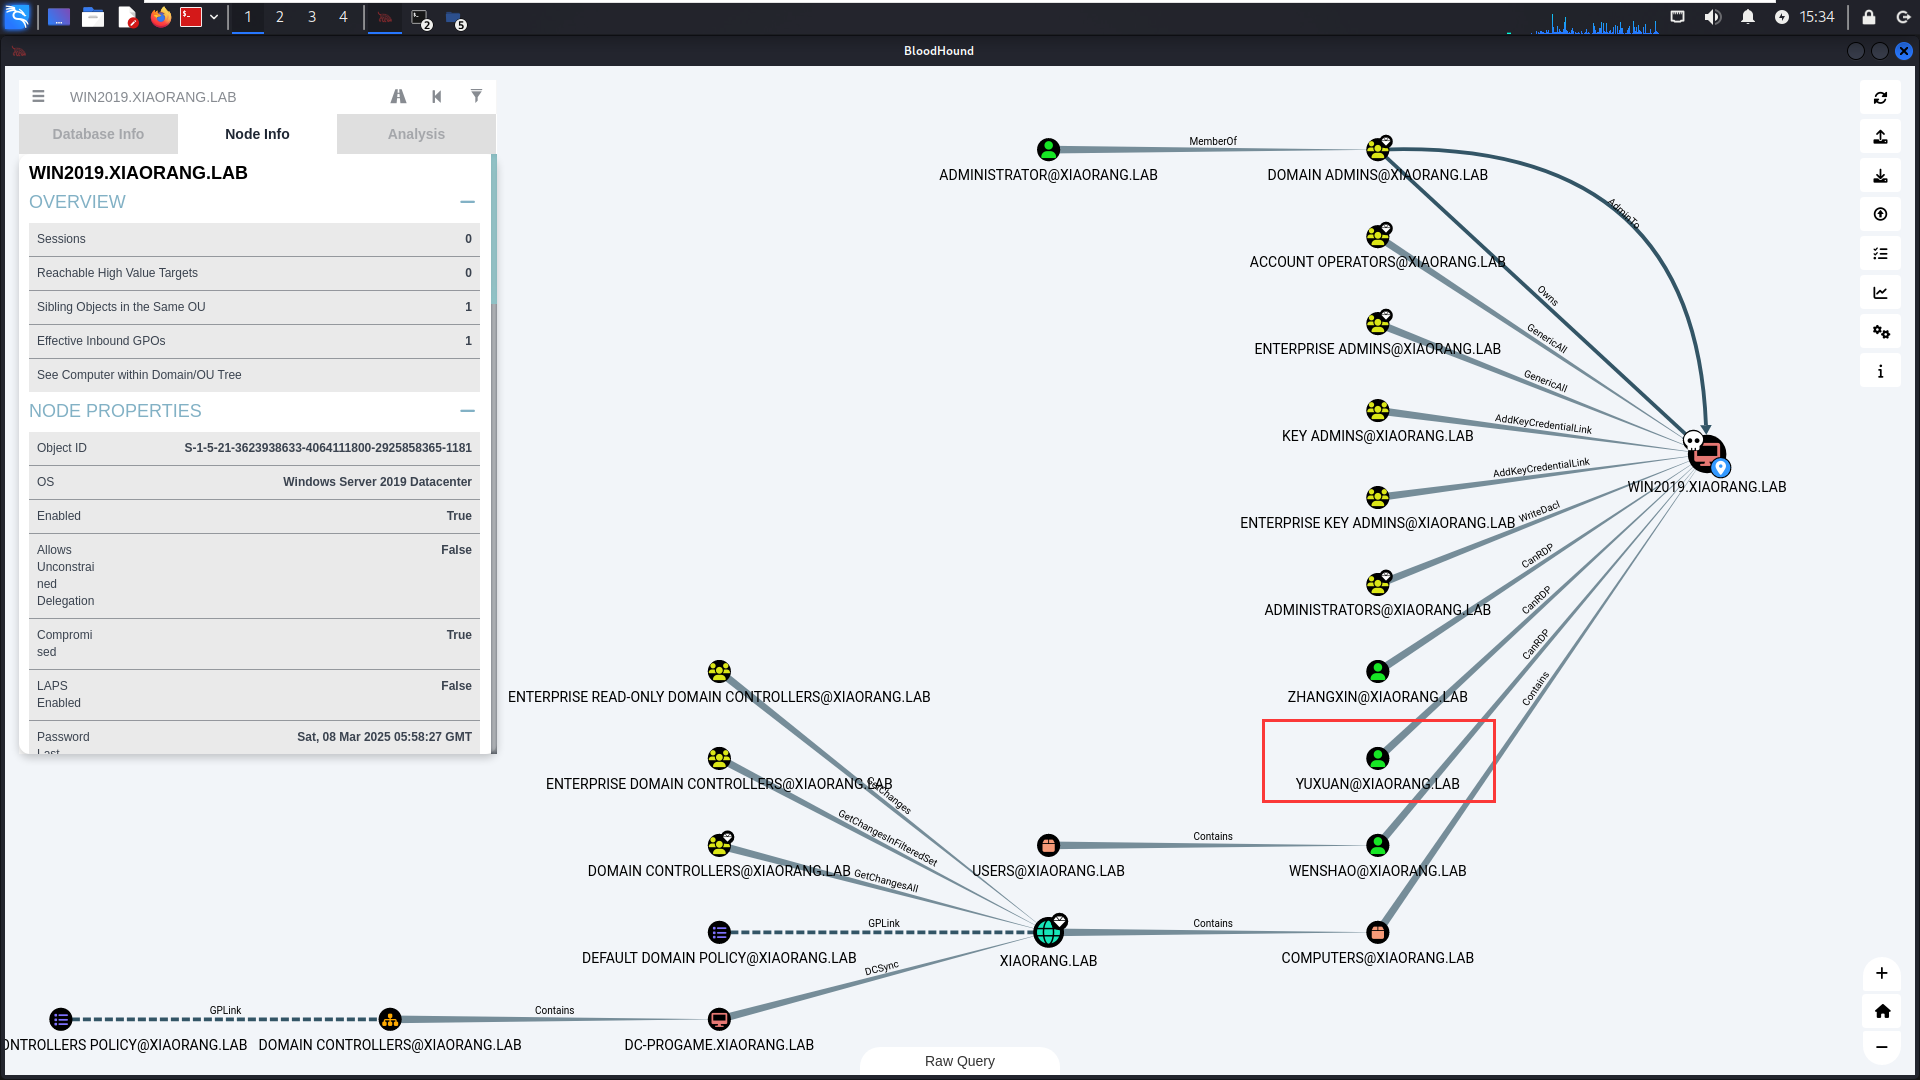 1 2 3 4 2 5 15:34
BloodHound
WIN2019.XIAORANG.LAB
Database Info Node Info Analysis
WIN2019.XIAORANG.LAB
OVERVIEW
Sessions 0
Reachable High Value Targets 0
Sibling Objects in the Same OU 1
Effective Inbound GPOs 1
See Computer within Domain/OU Tree
NODE PROPERTIES
Object ID S-1-5-21-3623938633-4064111800-2925858365-1181
OS Windows Server 2019 Datacenter
Enabled True
Allows False
Unconstrai
ned
Delegation
Compromi True
sed
LAPS False
Enabled
Password Sat, 08 Mar 2025 05:58:27 GMT
Last
MemberOf
ADMINISTRATOR@XIAORANG.LAB
DOMAIN ADMINS@XIAORANG.LAB
AdminTo
ACCOUNT OPERATORS@XIAORANG.LAB
Owns
GenericAll
ENTERPRISE ADMINS@XIAORANG.LAB
GenericAll
AddKeyCredentialLink
KEY ADMINS@XIAORANG.LAB
AddKeyCredentialLink
WIN2019.XIAORANG.LAB
ENTERPRISE KEY ADMINS@XIAORANG.LAB
WriteDacl
CanRDP
ADMINISTRATORS@XIAORANG.LAB
CanRDP
CanRDP
Contains
ZHANGXIN@XIAORANG.LAB
ENTERPRISE READ-ONLY DOMAIN CONTROLLERS@XIAORANG.LAB
YUXUAN@XIAORANG.LAB
ENTERPRISE DOMAIN CONTROLLERS@XIAORANG.LAB
GetChanges
GetChangesInFilteredSet
Contains
DOMAIN CONTROLLERS@XIAORANG.LAB
GetChangesAll
USERS@XIAORANG.LAB
WENSHAO@XIAORANG.LAB
GPLink
Contains
DEFAULT DOMAIN POLICY@XIAORANG.LAB
XIAORANG.LAB
COMPUTERS@XIAORANG.LAB
DCSync
GPLink
Contains
ONTROLLERS POLICY@XIAORANG.LAB
DOMAIN CONTROLLERS@XIAORANG.LAB
DC-PROGAME.XIAORANG.LAB
Raw Query